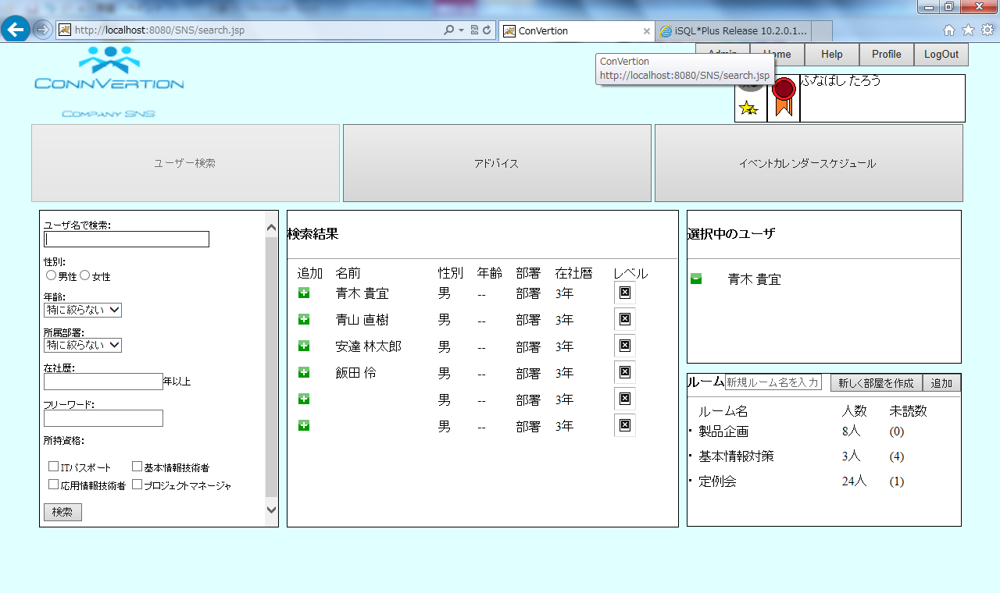 http://localhost:8080/SNS/search.jsp
ConVertion
iSQL*Plus Release 10.2.0.1...
ConVertion
http://localhost:8080/SNS/search.jsp
Help
Profile
LogOut
CONNVERTION
COMPANY SNS
ふなばし たろう
ユーザー検索
アドバイス
イベントカレンダースケジュール
ユーザ名で検索:
性別:
男性 女性
年齢:
特に絞らない
所属部署:
特に絞らない
在社歴:
年以上
フリーワード:
所持資格:
ITパスポート 基本情報技術者
応用情報技術者 プロジェクトマネージャ
検索
検索結果
追加 名前 性別 年齢 部署 在社暦 レベル
青木 貴宜 男 -- 部署 3年
青山 直樹 男 -- 部署 3年
安達 林太郎 男 -- 部署 3年
飯田 伶 男 -- 部署 3年
男 -- 部署 3年
男 -- 部署 3年
選択中のユーザ
青木 貴宜
ルーム 新規ルーム名を入力 新しく部屋を作成 追加
ルーム名 人数 未読数
製品企画 8人 (0)
基本情報対策 3人 (4)
定例会 24人 (1)